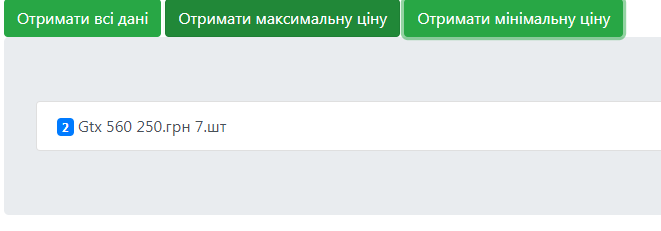 Отримати всі дані Отримати максимальну ціну Отримати мінімальну ціну
2 Gtx 560 250.грн 7.шт